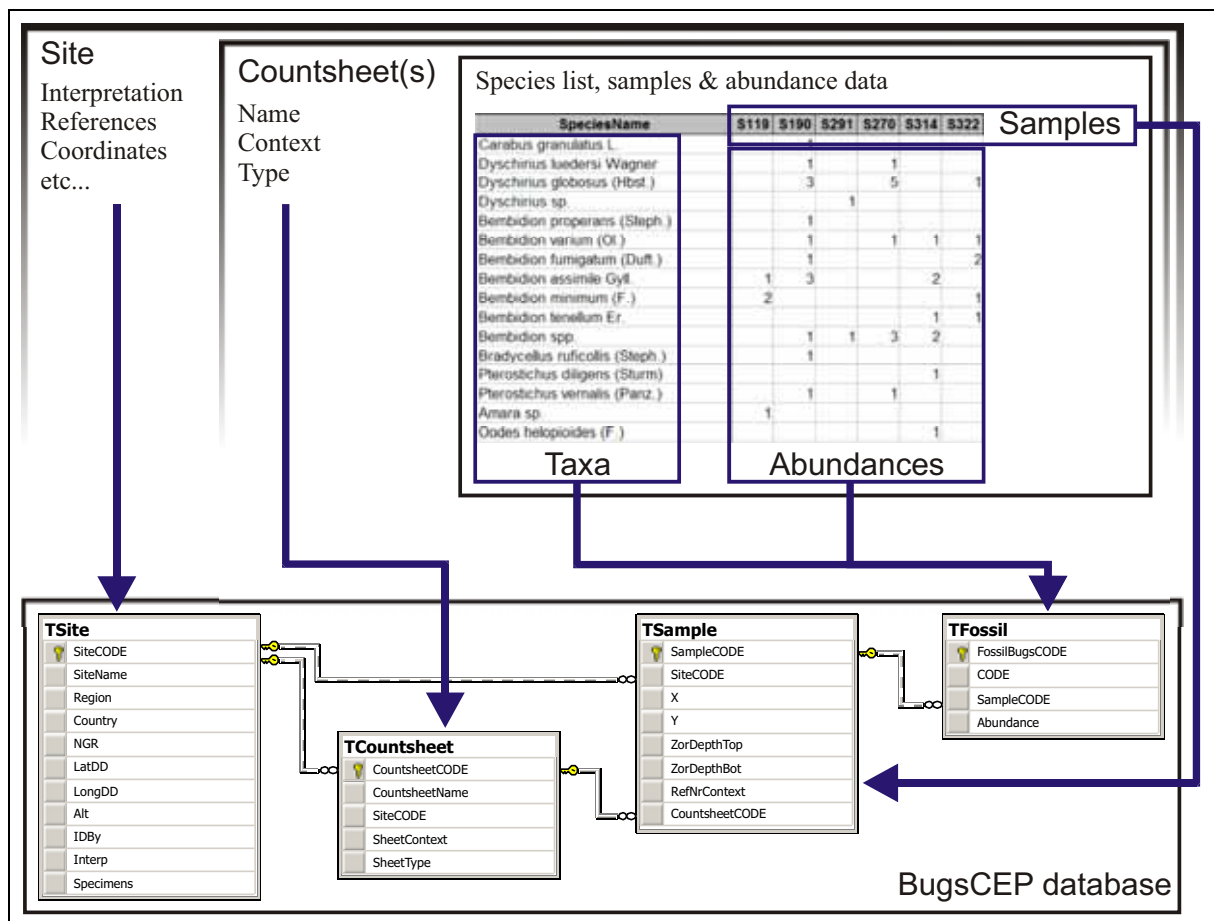 Site
Interpretation
References
Coordinates
etc...
Countsheet(s)
Name
Context
Type
Species list, samples & abundance data
SpeciesName S119 S190 S291 S270 S314 S322
Samples
Carabus granulatus L. 1
Dyschirius luedersi Wagner 1 1
Dyschirius globosus (Hbst.) 3 5 1
Dyschirius sp. 1
Bembidion properans (Steph.) 1
Bembidion varium (Ol.) 1 1 1 1
Bembidion fumigatum (Duft.) 1 2
Bembidion assimile Gyll. 1 3 2
Bembidion minimum (F.) 2 1
Bembidion tenellum Er. 1 1
Bembidion spp. 1 1 3 2
Bradycellus ruficollis (Steph.) 1
Pterostichus diligens (Sturm) 1
Pterostichus vernalis (Panz.) 1 1
Amara sp. 1
Oodes helopioides (F.) 1
Taxa
Abundances
TSite
SiteCODE
SiteName
Region
Country
NGR
LatDD
LongDD
Alt
IDBy
Interp
Specimens
TCountsheet
CountsheetCODE
CountsheetName
SiteCODE
SheetContext
SheetType
TSample
SampleCODE
SiteCODE
X
Y
ZorDepthTop
ZorDepthBot
RefNrContext
CountsheetCODE
TFossil
FossilBugsCODE
CODE
SampleCODE
Abundance
BugsCEP database